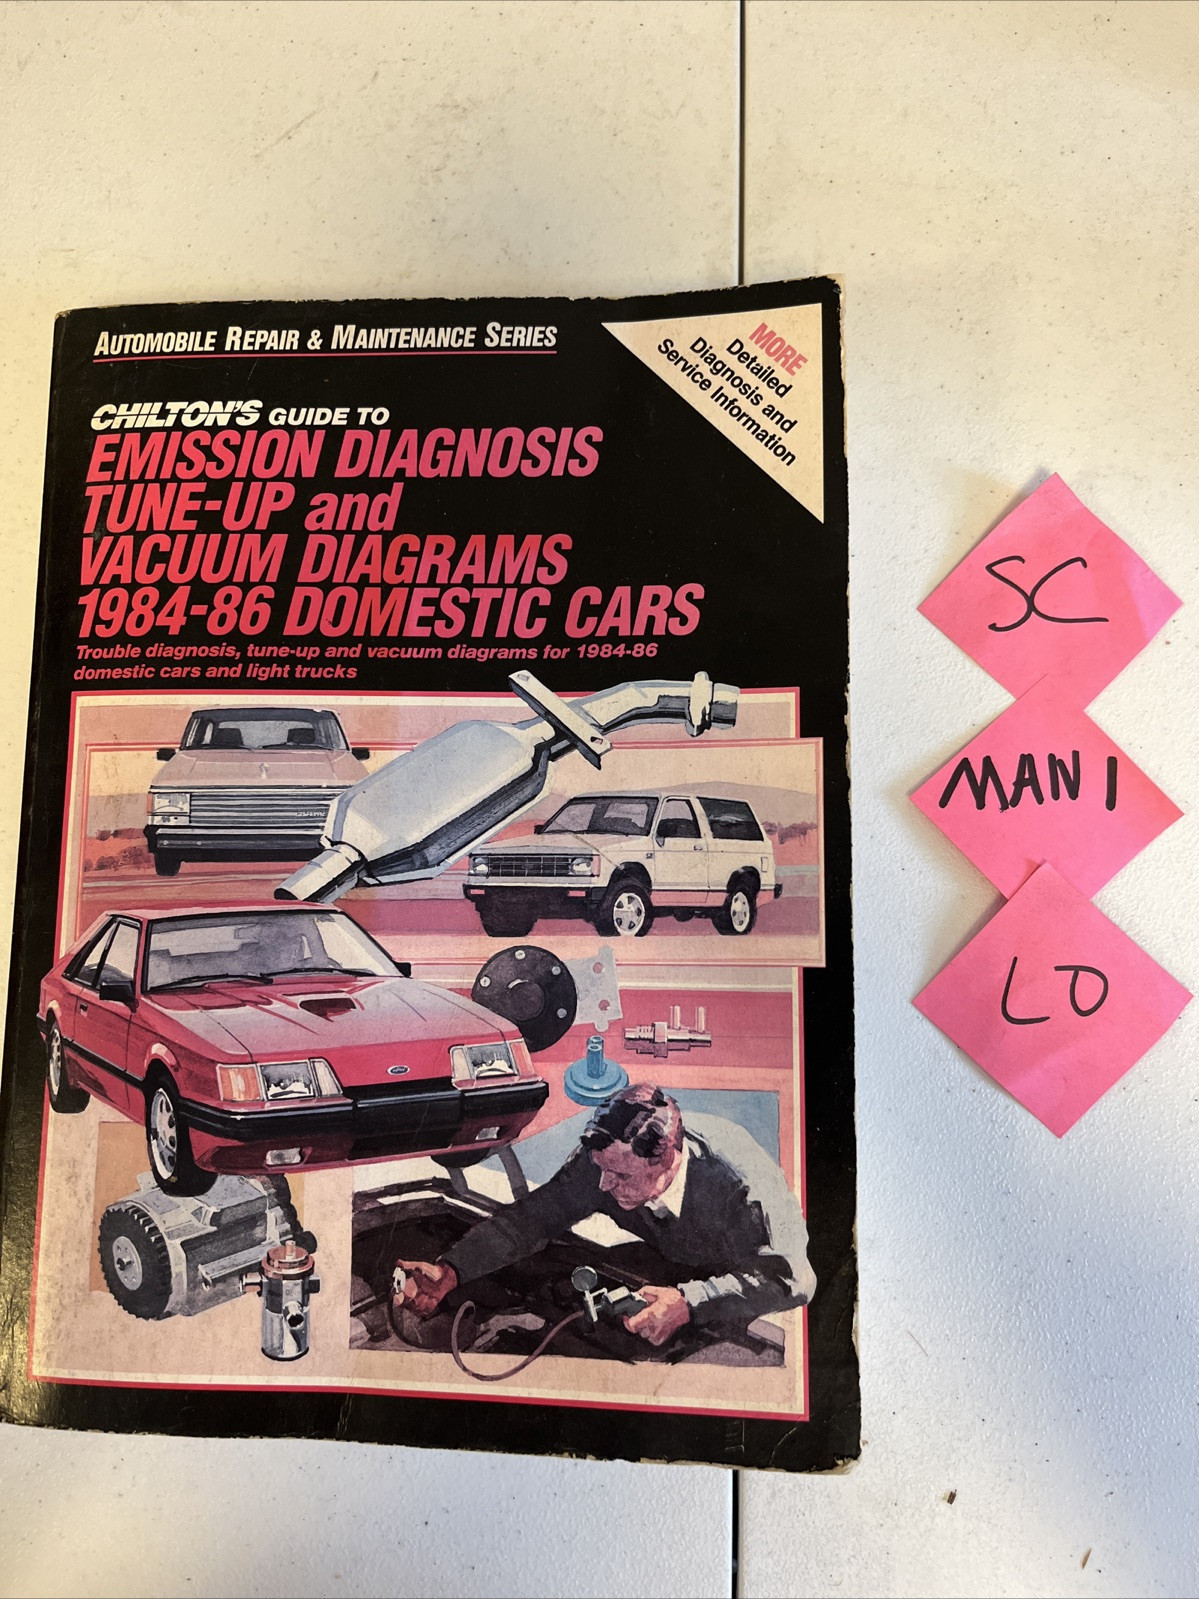 AUTOMOBILE REPAIR & MAINTENANCE SERIES
MORE
Detailed
Diagnosis and
Service Information
CHILTON'S GUIDE TO
EMISSION DIAGNOSIS
TUNE-UP and
VACUUM DIAGRAMS
1984-86 DOMESTIC CARS
Trouble diagnosis, tune-up and vacuum diagrams for 1984-86
domestic cars and light trucks
SC
MAN I
LO